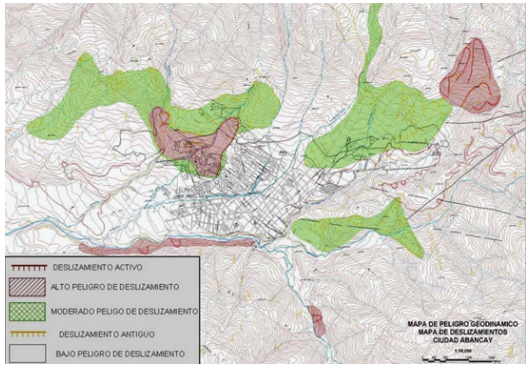 DESLIZAMIENTO ACTIVO
ALTO PELIGRO DE DESLIZAMIENTO
MODERADO PELIGO DE DESLIZAMIENTO
DESLIZAMIENTO ANTIGUO
BAJO PELIGRO DE DESLIZAMIENTO
MAPA DE PELIGRO GEODINAMICO
MAPA DE DESLIZAMIENTOS
CIUDAD ABANCAY